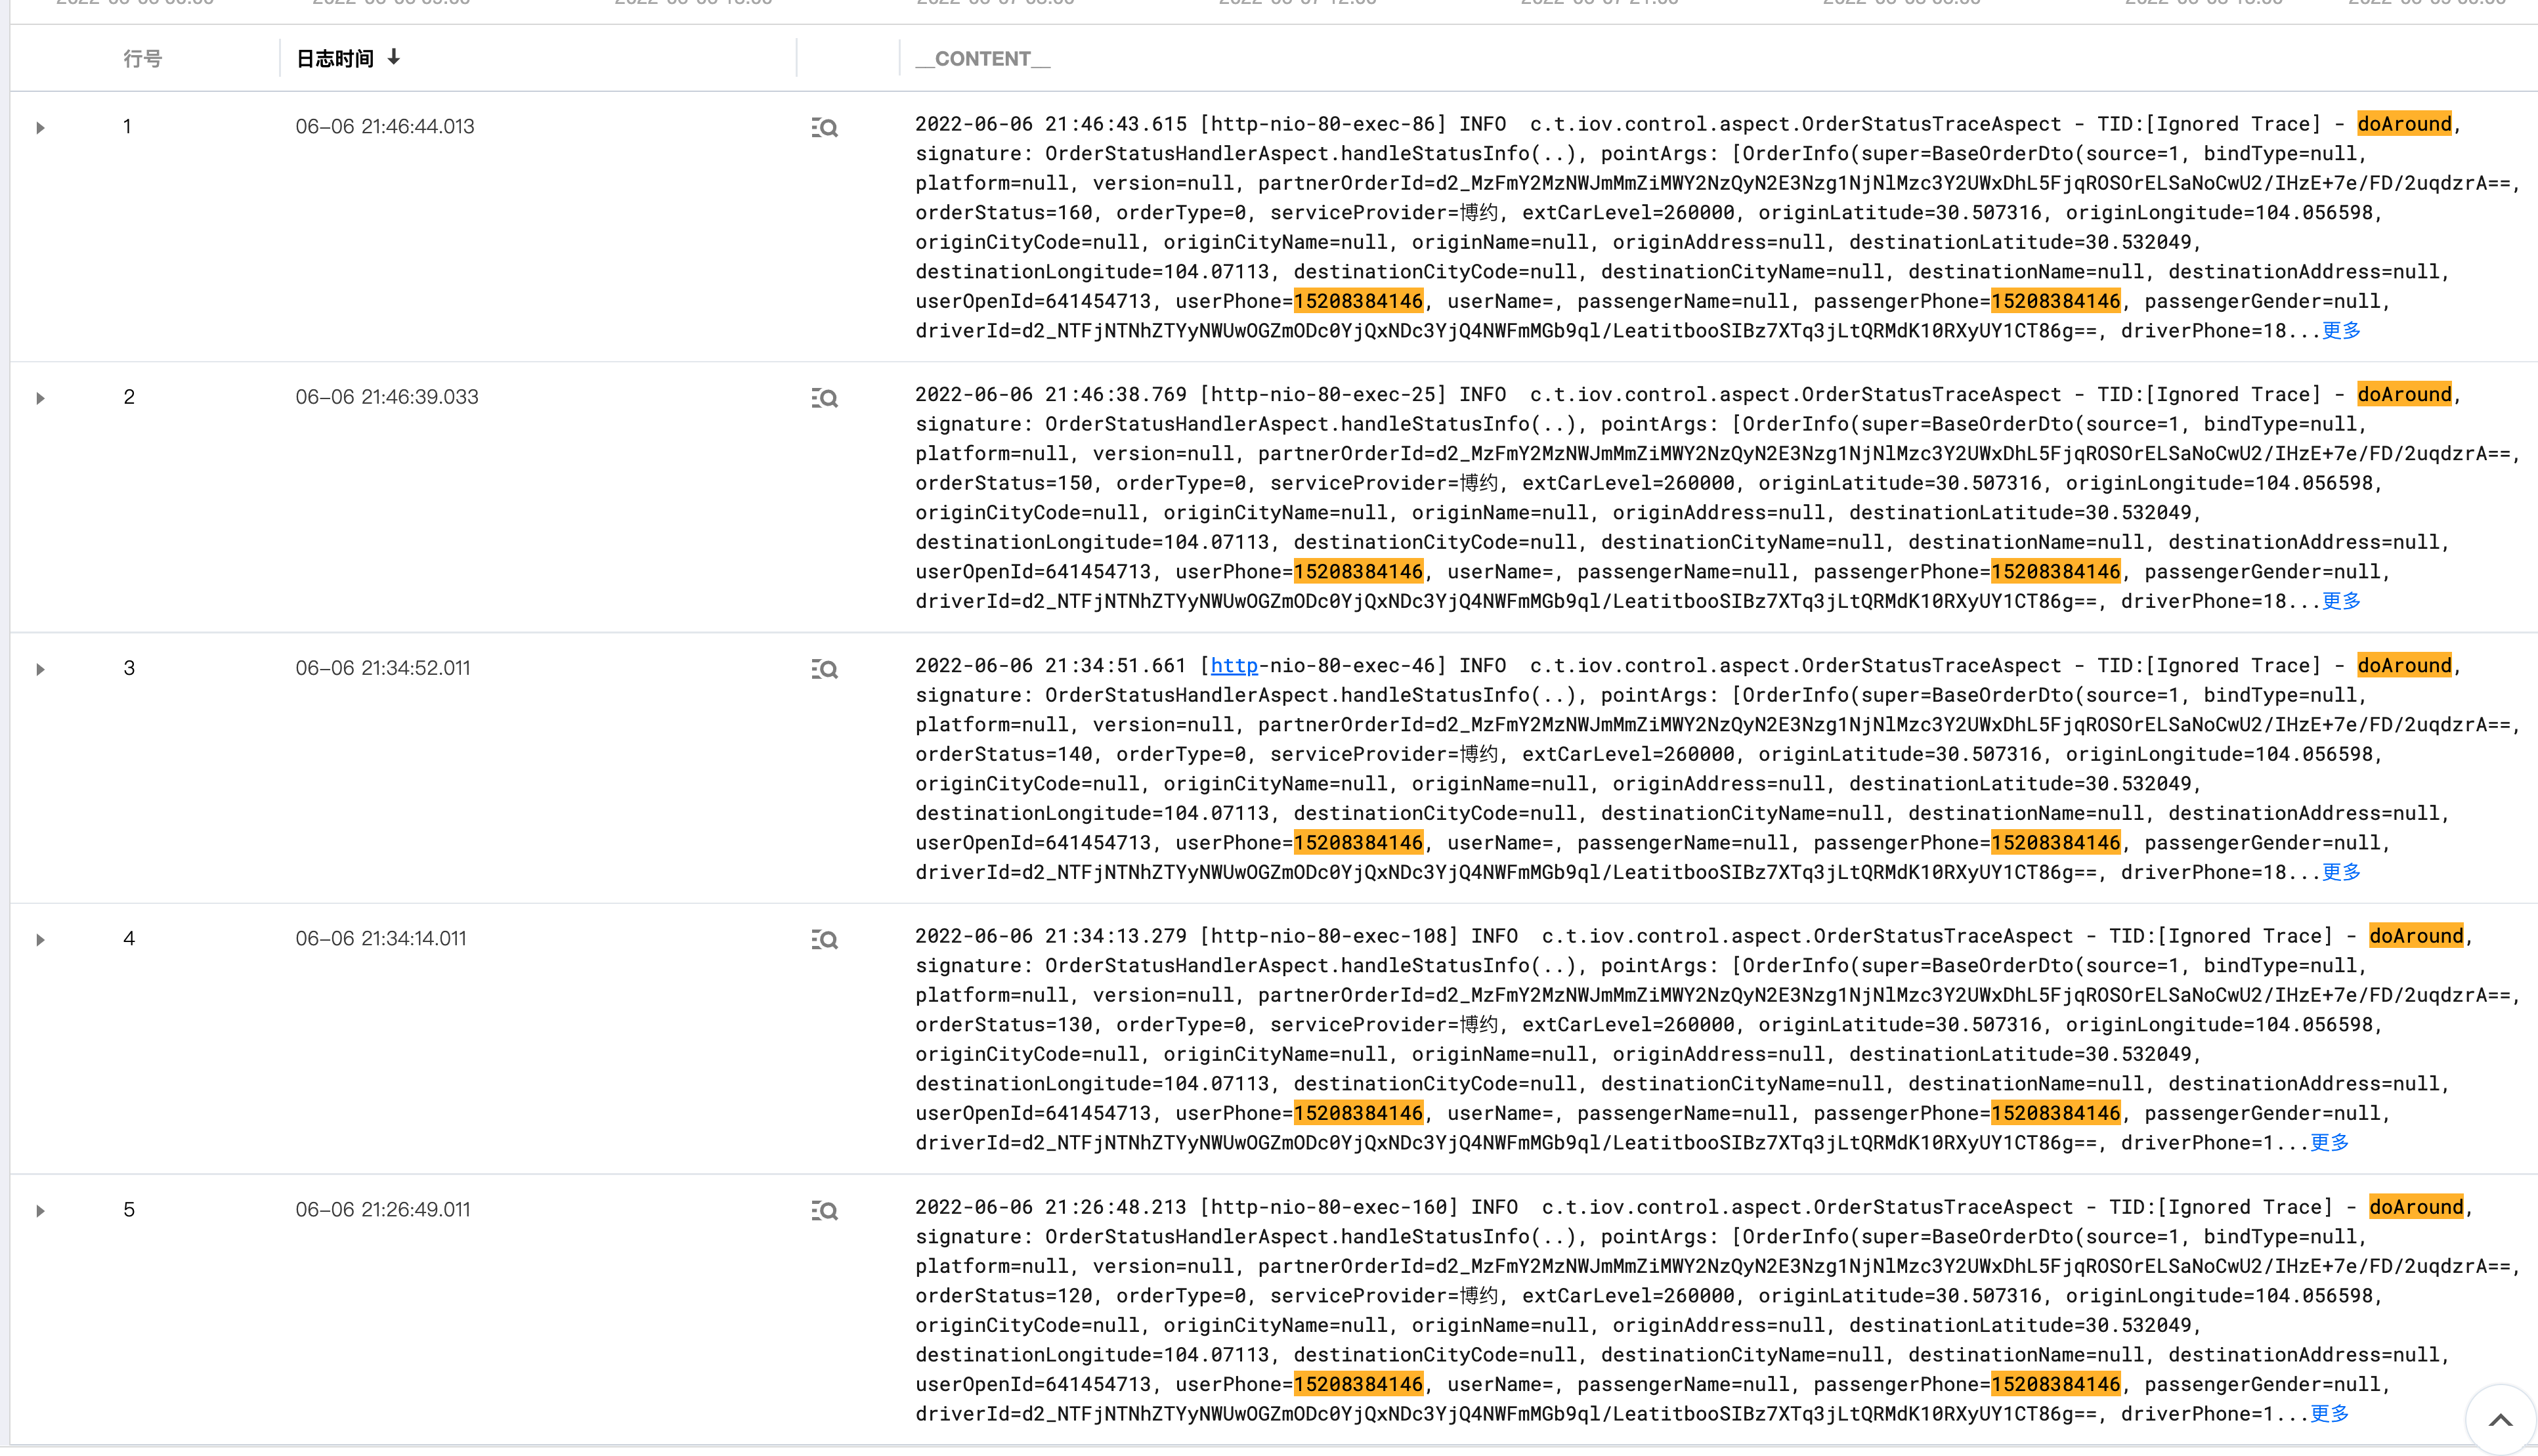 行号 日志时间 __CONTENT__
1 06-06 21:46:44.013 2022-06-06 21:46:43.615 [http-nio-80-exec-86] INFO  c.t.iov.control.aspect.OrderStatusTraceAspect - TID:[Ignored Trace] - doAround,
signature: OrderStatusHandlerAspect.handleStatusInfo(..), pointArgs: [OrderInfo(super=BaseOrderDto(source=1, bindType=null,
platform=null, version=null, partnerOrderId=d2_MzFmY2MzNWJmMmZiMWY2NzQyN2E3Nzg1NjNlMzc3Y2UWxDhL5FjqROSOrELSaNoCwU2/IHzE+7e/FD/2uqdzrA==,
orderStatus=160, orderType=0, serviceProvider=博约, extCarLevel=260000, originLatitude=30.507316, originLongitude=104.056598,
originCityCode=null, originCityName=null, originName=null, originAddress=null, destinationLatitude=30.532049,
destinationLongitude=104.07113, destinationCityCode=null, destinationCityName=null, destinationName=null, destinationAddress=null,
userOpenId=641454713, userPhone=15208384146, userName=, passengerName=null, passengerPhone=15208384146, passengerGender=null,
driverId=d2_NTFjNTNhZTYyNWUwOGZmODc0YjQxNDc3YjQ4NWFmMGb9ql/LeatitbooSIBz7XTq3jLtQRMdK10RXyUY1CT86g==, driverPhone=18...更多
2 06-06 21:46:39.033 2022-06-06 21:46:38.769 [http-nio-80-exec-25] INFO  c.t.iov.control.aspect.OrderStatusTraceAspect - TID:[Ignored Trace] - doAround,
signature: OrderStatusHandlerAspect.handleStatusInfo(..), pointArgs: [OrderInfo(super=BaseOrderDto(source=1, bindType=null,
platform=null, version=null, partnerOrderId=d2_MzFmY2MzNWJmMmZiMWY2NzQyN2E3Nzg1NjNlMzc3Y2UWxDhL5FjqROSOrELSaNoCwU2/IHzE+7e/FD/2uqdzrA==,
orderStatus=150, orderType=0, serviceProvider=博约, extCarLevel=260000, originLatitude=30.507316, originLongitude=104.056598,
originCityCode=null, originCityName=null, originName=null, originAddress=null, destinationLatitude=30.532049,
destinationLongitude=104.07113, destinationCityCode=null, destinationCityName=null, destinationName=null, destinationAddress=null,
userOpenId=641454713, userPhone=15208384146, userName=, passengerName=null, passengerPhone=15208384146, passengerGender=null,
driverId=d2_NTFjNTNhZTYyNWUwOGZmODc0YjQxNDc3YjQ4NWFmMGb9ql/LeatitbooSIBz7XTq3jLtQRMdK10RXyUY1CT86g==, driverPhone=18...更多
3 06-06 21:34:52.011 2022-06-06 21:34:51.661 [http-nio-80-exec-46] INFO  c.t.iov.control.aspect.OrderStatusTraceAspect - TID:[Ignored Trace] - doAround,
signature: OrderStatusHandlerAspect.handleStatusInfo(..), pointArgs: [OrderInfo(super=BaseOrderDto(source=1, bindType=null,
platform=null, version=null, partnerOrderId=d2_MzFmY2MzNWJmMmZiMWY2NzQyN2E3Nzg1NjNlMzc3Y2UWxDhL5FjqROSOrELSaNoCwU2/IHzE+7e/FD/2uqdzrA==,
orderStatus=140, orderType=0, serviceProvider=博约, extCarLevel=260000, originLatitude=30.507316, originLongitude=104.056598,
originCityCode=null, originCityName=null, originName=null, originAddress=null, destinationLatitude=30.532049,
destinationLongitude=104.07113, destinationCityCode=null, destinationCityName=null, destinationName=null, destinationAddress=null,
userOpenId=641454713, userPhone=15208384146, userName=, passengerName=null, passengerPhone=15208384146, passengerGender=null,
driverId=d2_NTFjNTNhZTYyNWUwOGZmODc0YjQxNDc3YjQ4NWFmMGb9ql/LeatitbooSIBz7XTq3jLtQRMdK10RXyUY1CT86g==, driverPhone=18...更多
4 06-06 21:34:14.011 2022-06-06 21:34:13.279 [http-nio-80-exec-108] INFO  c.t.iov.control.aspect.OrderStatusTraceAspect - TID:[Ignored Trace] - doAround,
signature: OrderStatusHandlerAspect.handleStatusInfo(..), pointArgs: [OrderInfo(super=BaseOrderDto(source=1, bindType=null,
platform=null, version=null, partnerOrderId=d2_MzFmY2MzNWJmMmZiMWY2NzQyN2E3Nzg1NjNlMzc3Y2UWxDhL5FjqROSOrELSaNoCwU2/IHzE+7e/FD/2uqdzrA==,
orderStatus=130, orderType=0, serviceProvider=博约, extCarLevel=260000, originLatitude=30.507316, originLongitude=104.056598,
originCityCode=null, originCityName=null, originName=null, originAddress=null, destinationLatitude=30.532049,
destinationLongitude=104.07113, destinationCityCode=null, destinationCityName=null, destinationName=null, destinationAddress=null,
userOpenId=641454713, userPhone=15208384146, userName=, passengerName=null, passengerPhone=15208384146, passengerGender=null,
driverId=d2_NTFjNTNhZTYyNWUwOGZmODc0YjQxNDc3YjQ4NWFmMGb9ql/LeatitbooSIBz7XTq3jLtQRMdK10RXyUY1CT86g==, driverPhone=1...更多
5 06-06 21:26:49.011 2022-06-06 21:26:48.213 [http-nio-80-exec-160] INFO  c.t.iov.control.aspect.OrderStatusTraceAspect - TID:[Ignored Trace] - doAround,
signature: OrderStatusHandlerAspect.handleStatusInfo(..), pointArgs: [OrderInfo(super=BaseOrderDto(source=1, bindType=null,
platform=null, version=null, partnerOrderId=d2_MzFmY2MzNWJmMmZiMWY2NzQyN2E3Nzg1NjNlMzc3Y2UWxDhL5FjqROSOrELSaNoCwU2/IHzE+7e/FD/2uqdzrA==,
orderStatus=120, orderType=0, serviceProvider=博约, extCarLevel=260000, originLatitude=30.507316, originLongitude=104.056598,
originCityCode=null, originCityName=null, originName=null, originAddress=null, destinationLatitude=30.532049,
destinationLongitude=104.07113, destinationCityCode=null, destinationCityName=null, destinationName=null, destinationAddress=null,
userOpenId=641454713, userPhone=15208384146, userName=, passengerName=null, passengerPhone=15208384146, passengerGender=null,
driverId=d2_NTFjNTNhZTYyNWUwOGZmODc0YjQxNDc3YjQ4NWFmMGb9ql/LeatitbooSIBz7XTq3jLtQRMdK10RXyUY1CT86g==, driverPhone=1...更多